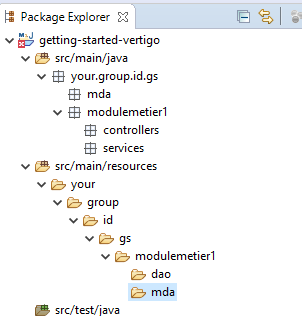 Package Explorer
getting-started-vertigo
src/main/java
your.group.id.gs
mda
modulemetier1
controllers
services
src/main/resources
your
group
id
gs
modulemetier1
dao
mda
src/test/java